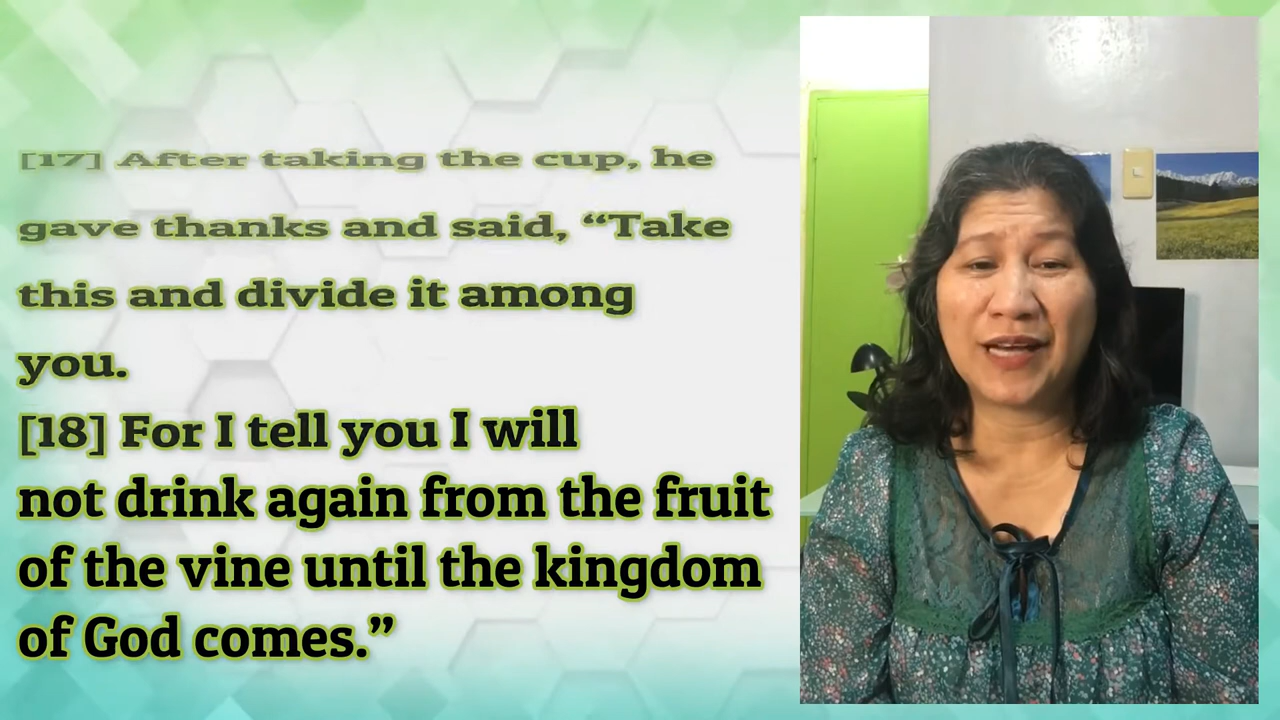 [17] After taking the cup, he
gave thanks and said, “Take
this and divide it among
you.
[18] For I tell you I will
not drink again from the fruit
of the vine until the kingdom
of God comes.”